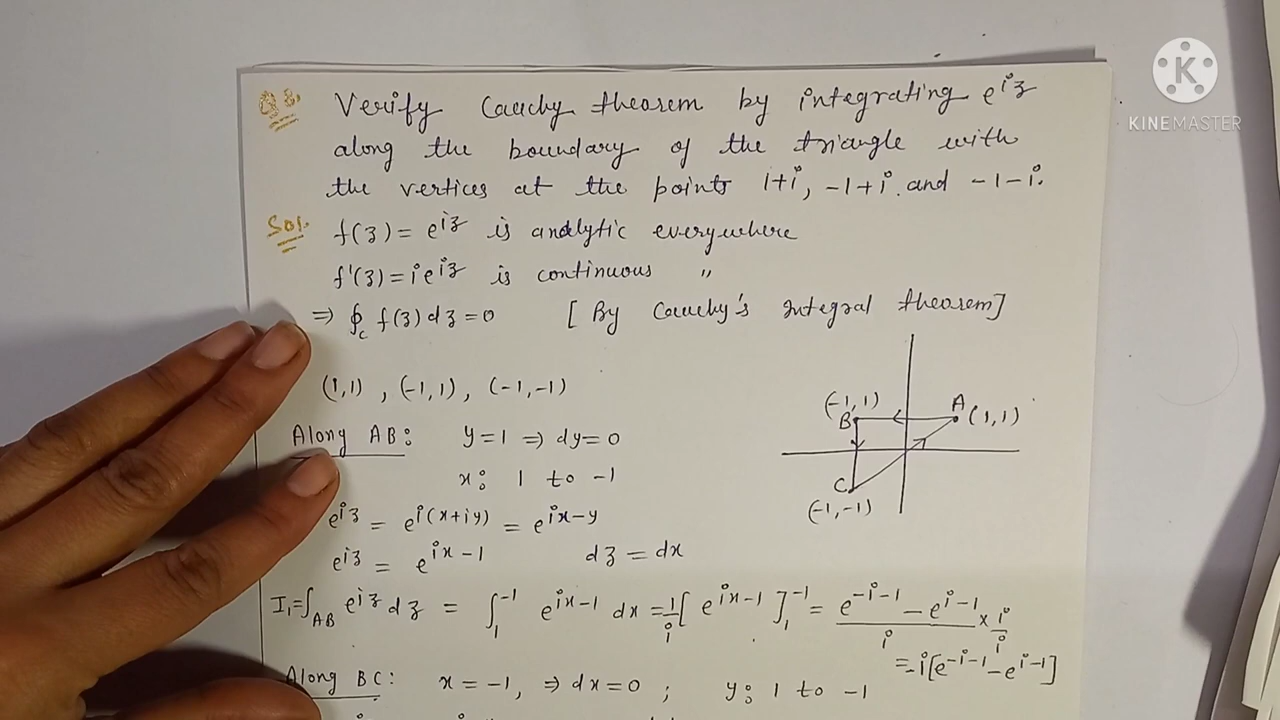 Q8. Verify Cauchy theorem by integrating e^{iz}
along the boundary of the triangle with
the vertices at the points 1+i, -1+i. and -1-i.
Sol. f(z) = e^{iz} is analytic everywhere
f'(z) = ie^{iz} is continuous "
⇒ ∮_C f(z) dz = 0 [By Cauchy's Integral theorem]
(1,1), (-1,1), (-1,-1)
(-1,1)
B
A (1,1)
C
(-1,-1)
Along AB: y=1 ⇒ dy=0
x: 1 to -1
e^{iz} = e^{i(x+iy)} = e^{ix-y}
e^{iz} = e^{ix-1} dz = dx
I₁=∫_{AB} e^{iz} dz = ∫_1^{-1} e^{ix-1} dx = 1/i [e^{ix-1}]_1^{-1} = (e^{-i-1} - e^{i-1})/i × i/i
= -i[e^{-i-1} - e^{i-1}]
Along BC: x = -1, ⇒ dx=0 ; y: 1 to -1
KINEMASTER